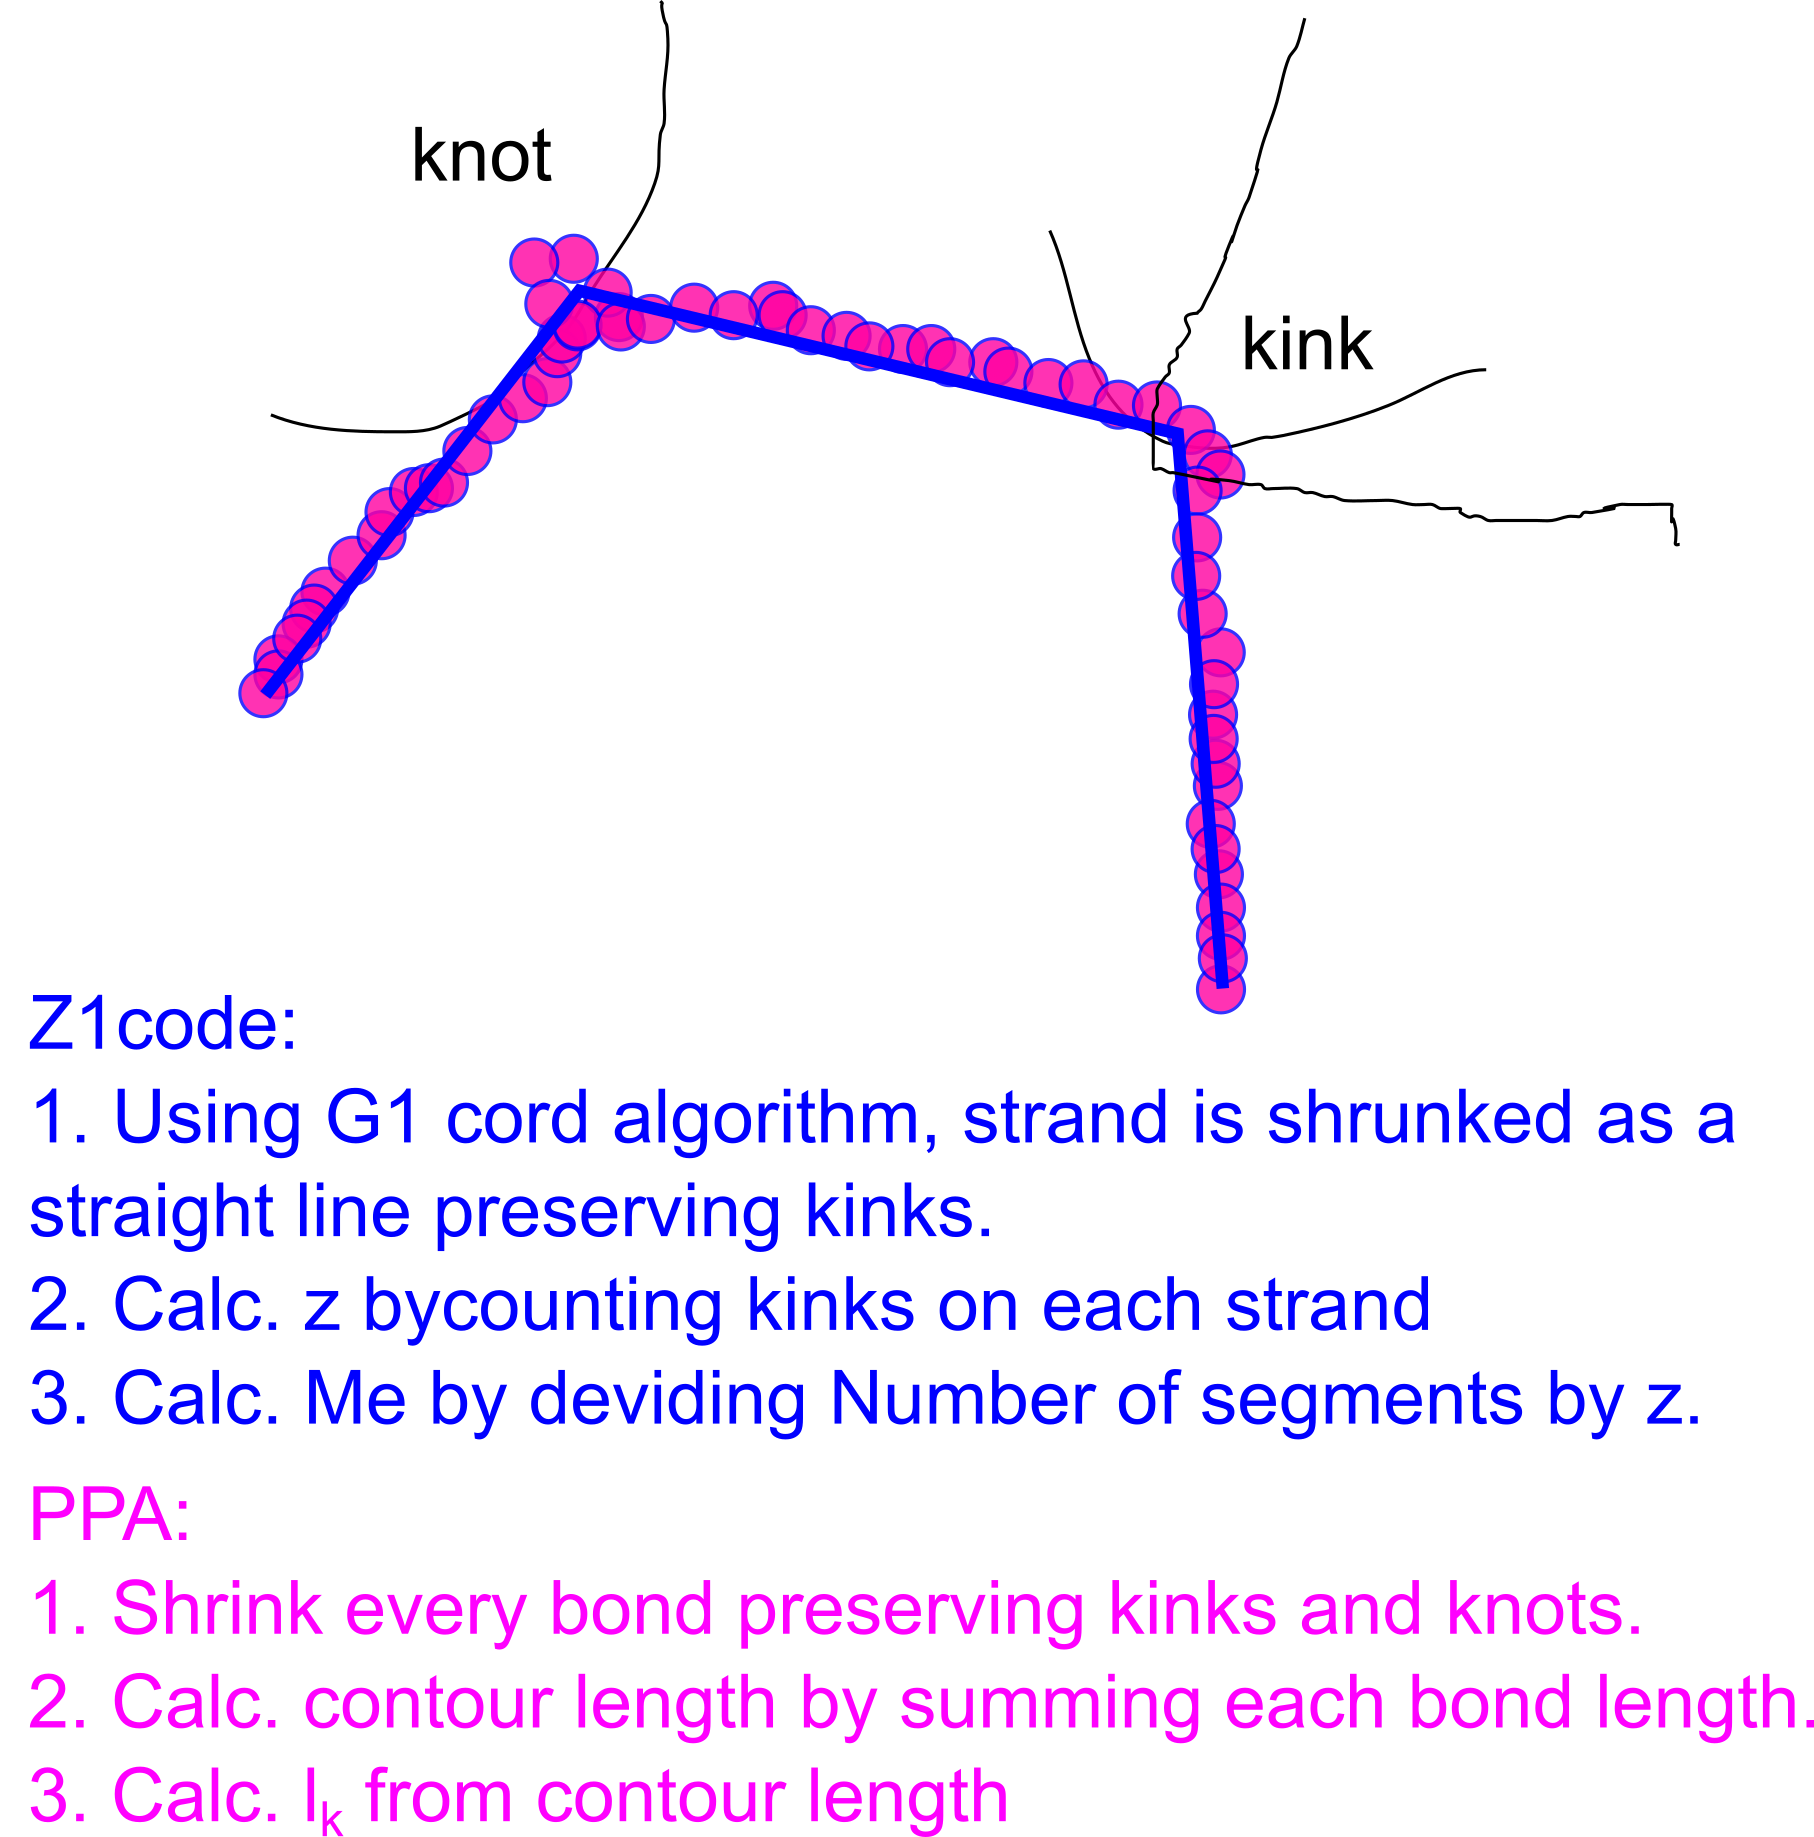 knot
kink
Z1code:
1. Using G1 cord algorithm, strand is shrunked as a
straight line preserving kinks.
2. Calc. z bycounting kinks on each strand
3. Calc. Me by deviding Number of segments by z.
PPA:
1. Shrink every bond preserving kinks and knots.
2. Calc. contour length by summing each bond length.
3. Calc. lk from contour length